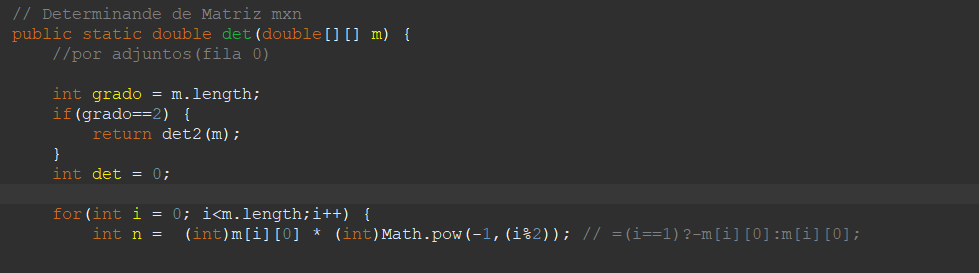 // Determinande de Matriz mxn
public static double det(double[][] m) {
//por adjuntos(fila 0)
int grado = m.length;
if(grado==2) {
return det2(m);
}
int det = 0;
for(int i = 0; i<m.length;i++) {
int n =  (int)m[i][0] * (int)Math.pow(-1,(i%2)); // =(i==1)?-m[i][0]:m[i][0];